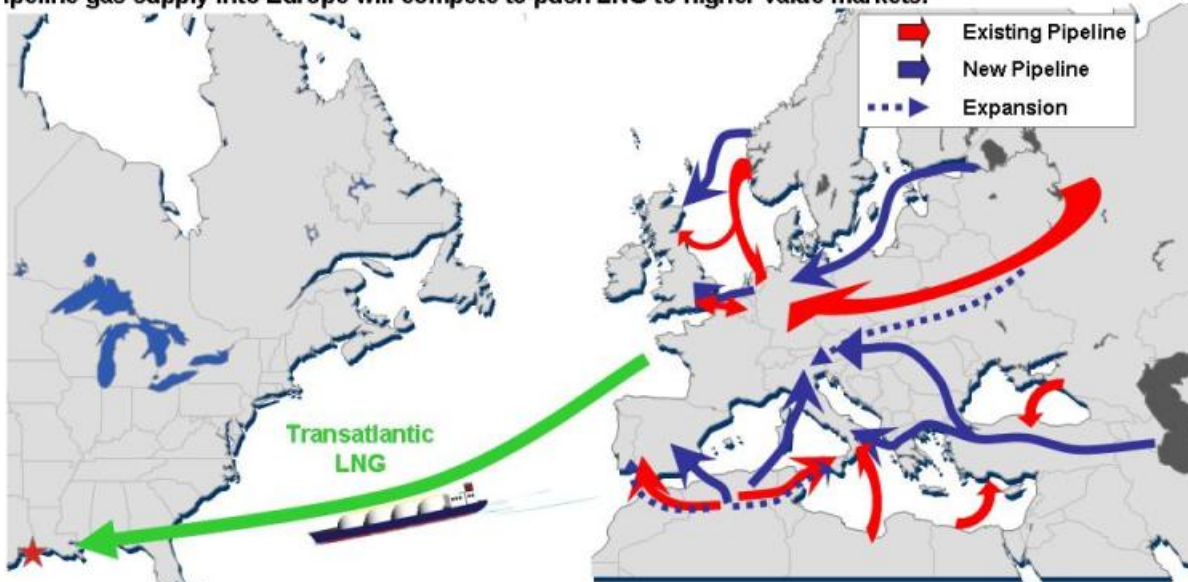 ipeline gas supply into Europe will compete to push LNG to higher value markets.
Existing Pipeline
New Pipeline
Expansion
Transatlantic
LNG